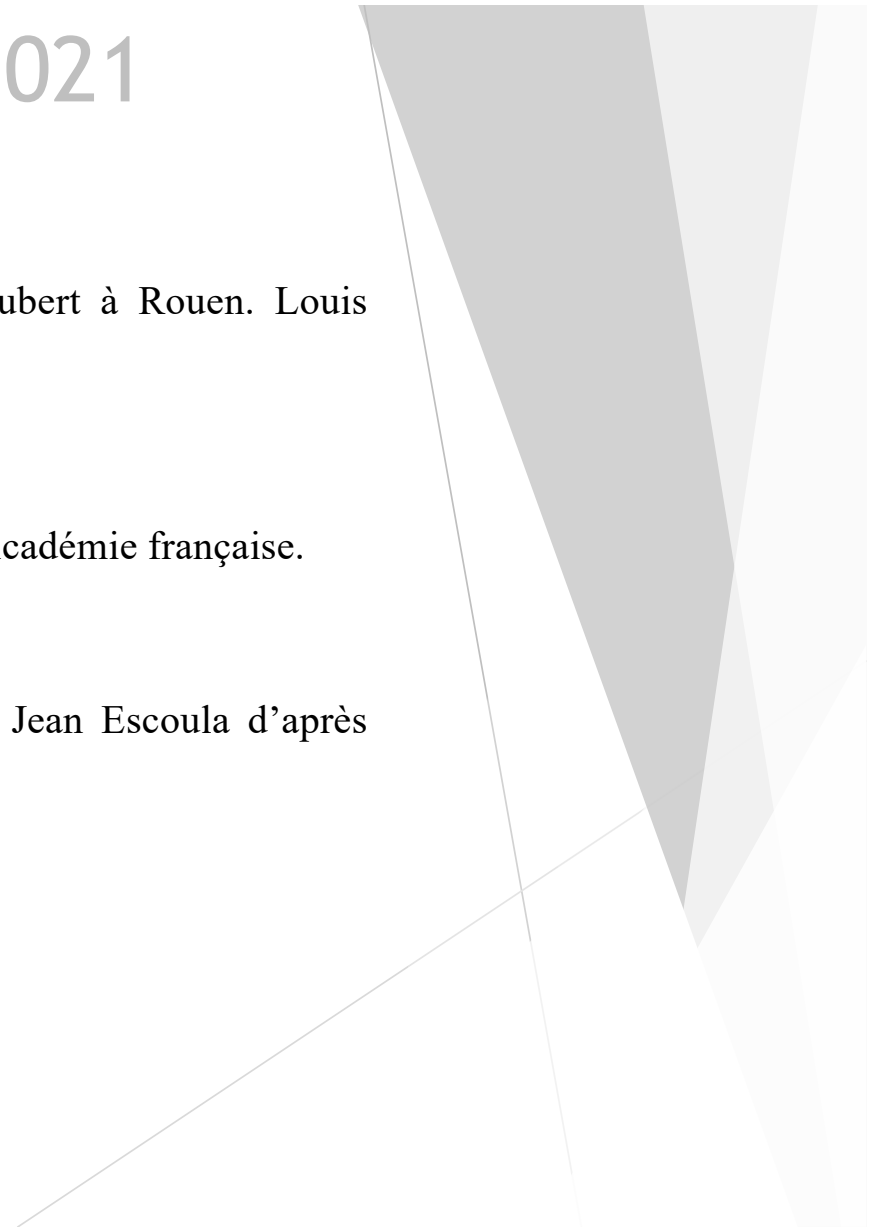 021
ubert à Rouen. Louis
cadémie française.
Jean Escoula d’après